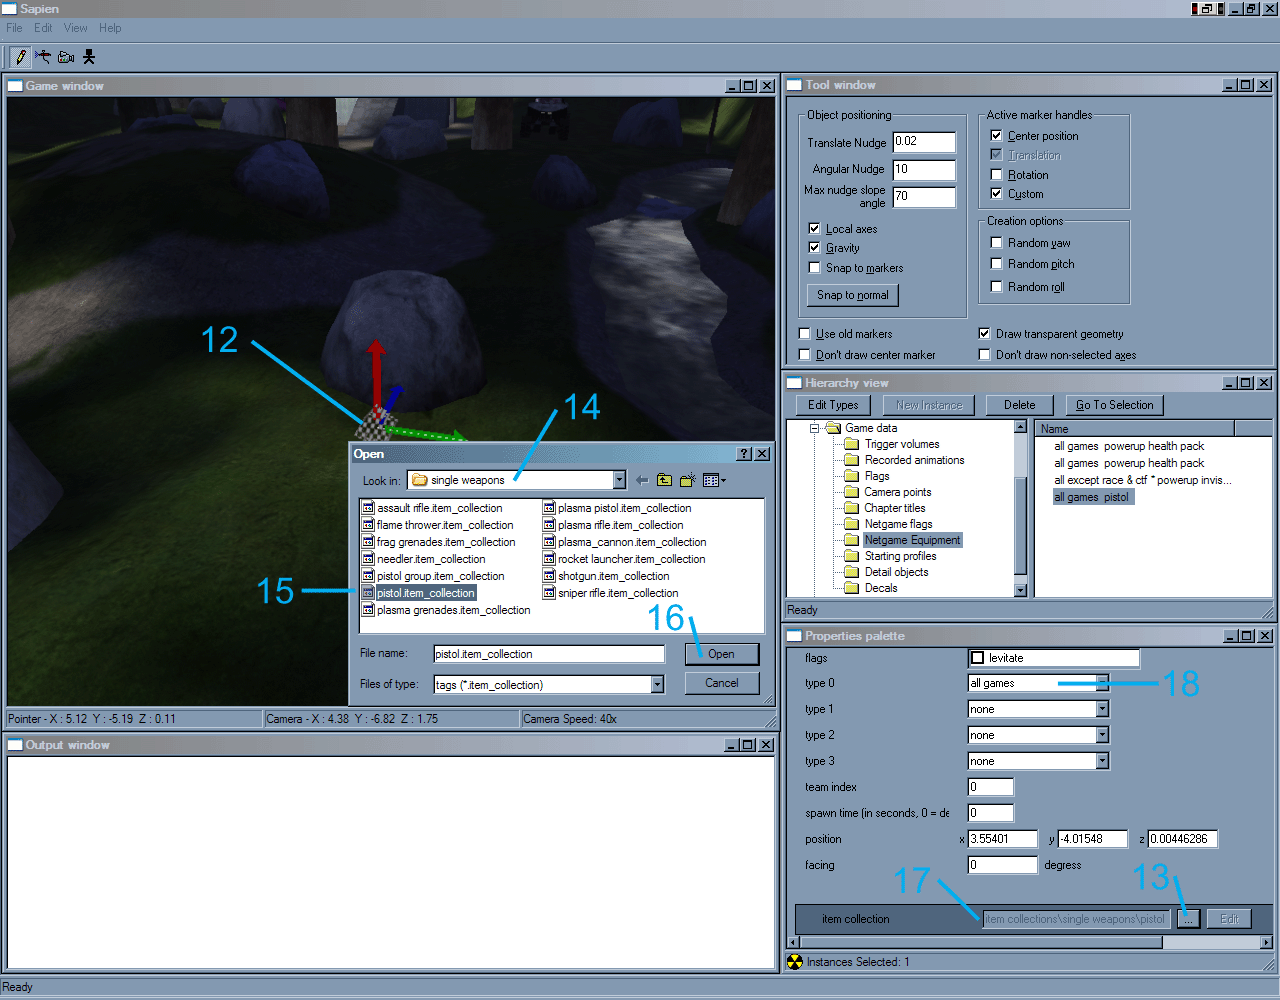 Sapien
File Edit View Help
Game window
12
14
Open
Look in: single weapons
assault rifle.item_collection
flame thrower.item_collection
frag grenades.item_collection
needler.item_collection
pistol group.item_collection
pistol.item_collection
plasma grenades.item_collection
plasma pistol.item_collection
plasma rifle.item_collection
plasma_cannon.item_collection
rocket launcher.item_collection
shotgun.item_collection
sniper rifle.item_collection
15
16
File name: pistol.item_collection Open
Files of type: tags (*.item_collection) Cancel
Pointer - X : 5.12 Y : -5.19 Z : 0.11 Camera - X : 4.38 Y : -6.82 Z : 1.75 Camera Speed: 40x
Output window
Tool window
Object positioning
Translate Nudge 0.02
Angular Nudge 10
Max nudge slope angle 70
Local axes
Gravity
Snap to markers
Snap to normal
Active marker handles
Center position
Translation
Rotation
Custom
Creation options
Random yaw
Random pitch
Random roll
Use old markers
Draw transparent geometry
Don't draw center marker
Don't draw non-selected axes
Hierarchy view
Edit Types New Instance Delete Go To Selection
Game data
Trigger volumes
Recorded animations
Flags
Camera points
Chapter titles
Netgame flags
Netgame Equipment
Starting profiles
Detail objects
Decals
Name
all games powerup health pack
all games powerup health pack
all except race & ctf * powerup invis...
all games pistol
Ready
Properties palette
flags levitate
type 0 all games
18
type 1 none
type 2 none
type 3 none
team index 0
spawn time (in seconds, 0 = de 0
position x 3.55401 y -4.01548 z 0.00446286
facing 0 degress
17
13
item collection item collections\single weapons\pistol ... Edit
Instances Selected: 1
Ready